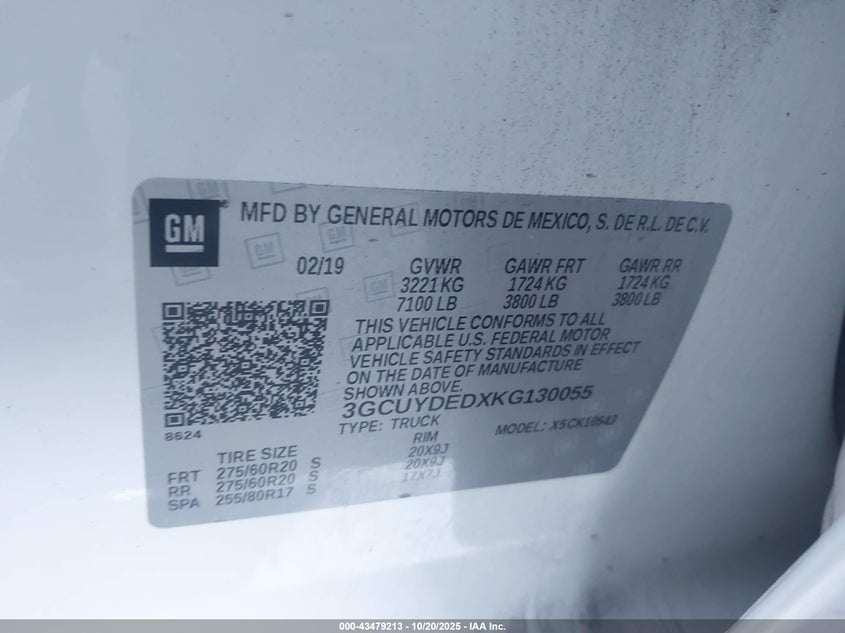 GM
MFD BY GENERAL MOTORS DE MEXICO, S. DE R.L. DE C.V.
02/19 GVWR GAWR FRT GAWR RR
3221 KG 1724 KG 1724 KG
7100 LB 3800 LB 3800 LB
THIS VEHICLE CONFORMS TO ALL
APPLICABLE U.S. FEDERAL MOTOR
VEHICLE SAFETY STANDARDS IN EFFECT
ON THE DATE OF MANUFACTURE
SHOWN ABOVE.
3GCUYDEDXKG130055
TYPE: TRUCK MODEL: X5CK10543
8624
TIRE SIZE RIM
FRT 275/60R20 S 20X9J
RR 275/60R20 S 20X9J
SPA 255/80R17 S 17X7J
000-43479213 - 10/20/2025 - IAA Inc.